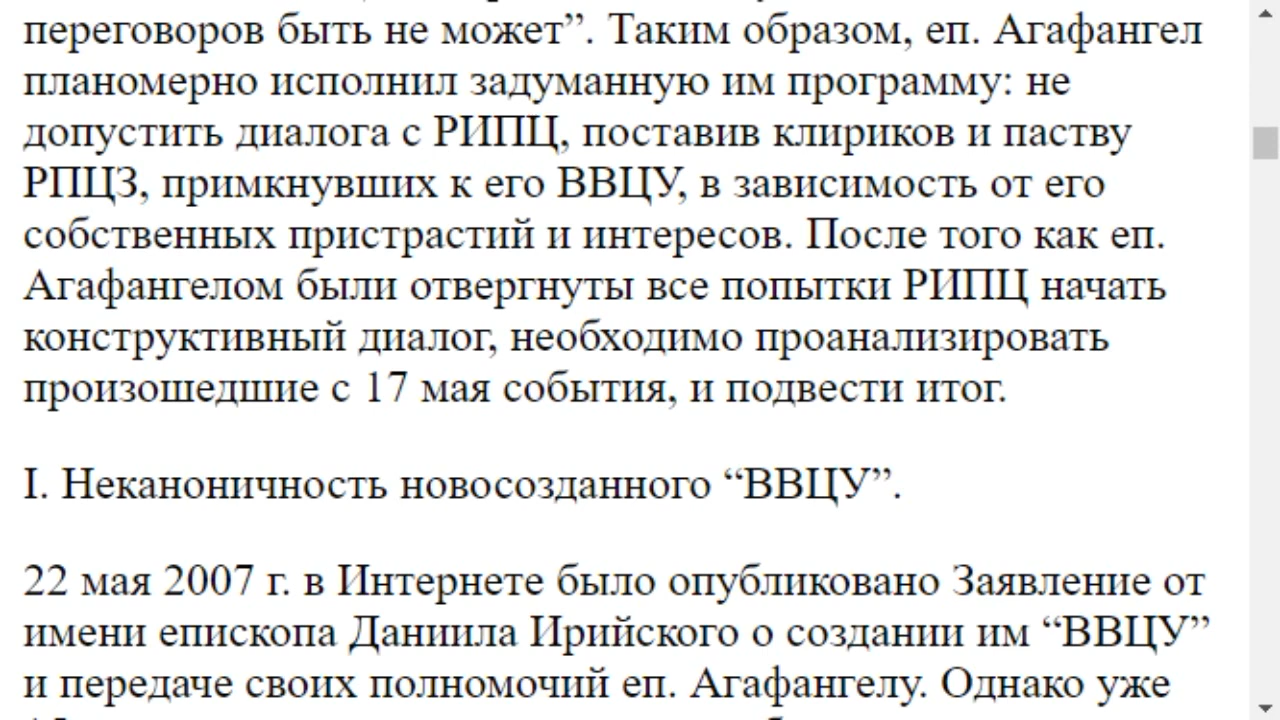 переговоров быть не может”. Таким образом, еп. Агафангел
планомерно исполнил задуманную им программу: не
допустить диалога с РИПЦ, поставив клириков и паству
РПЦЗ, примкнувших к его ВВЦУ, в зависимость от его
собственных пристрастий и интересов. После того как еп.
Агафангелом были отвергнуты все попытки РИПЦ начать
конструктивный диалог, необходимо проанализировать
произошедшие с 17 мая события, и подвести итог.
I. Неканоничность новосозданного “ВВЦУ”.
22 мая 2007 г. в Интернете было опубликовано Заявление от
имени епископа Даниила Ирийского о создании им “ВВЦУ”
и передаче своих полномочий еп. Агафангелу. Однако уже